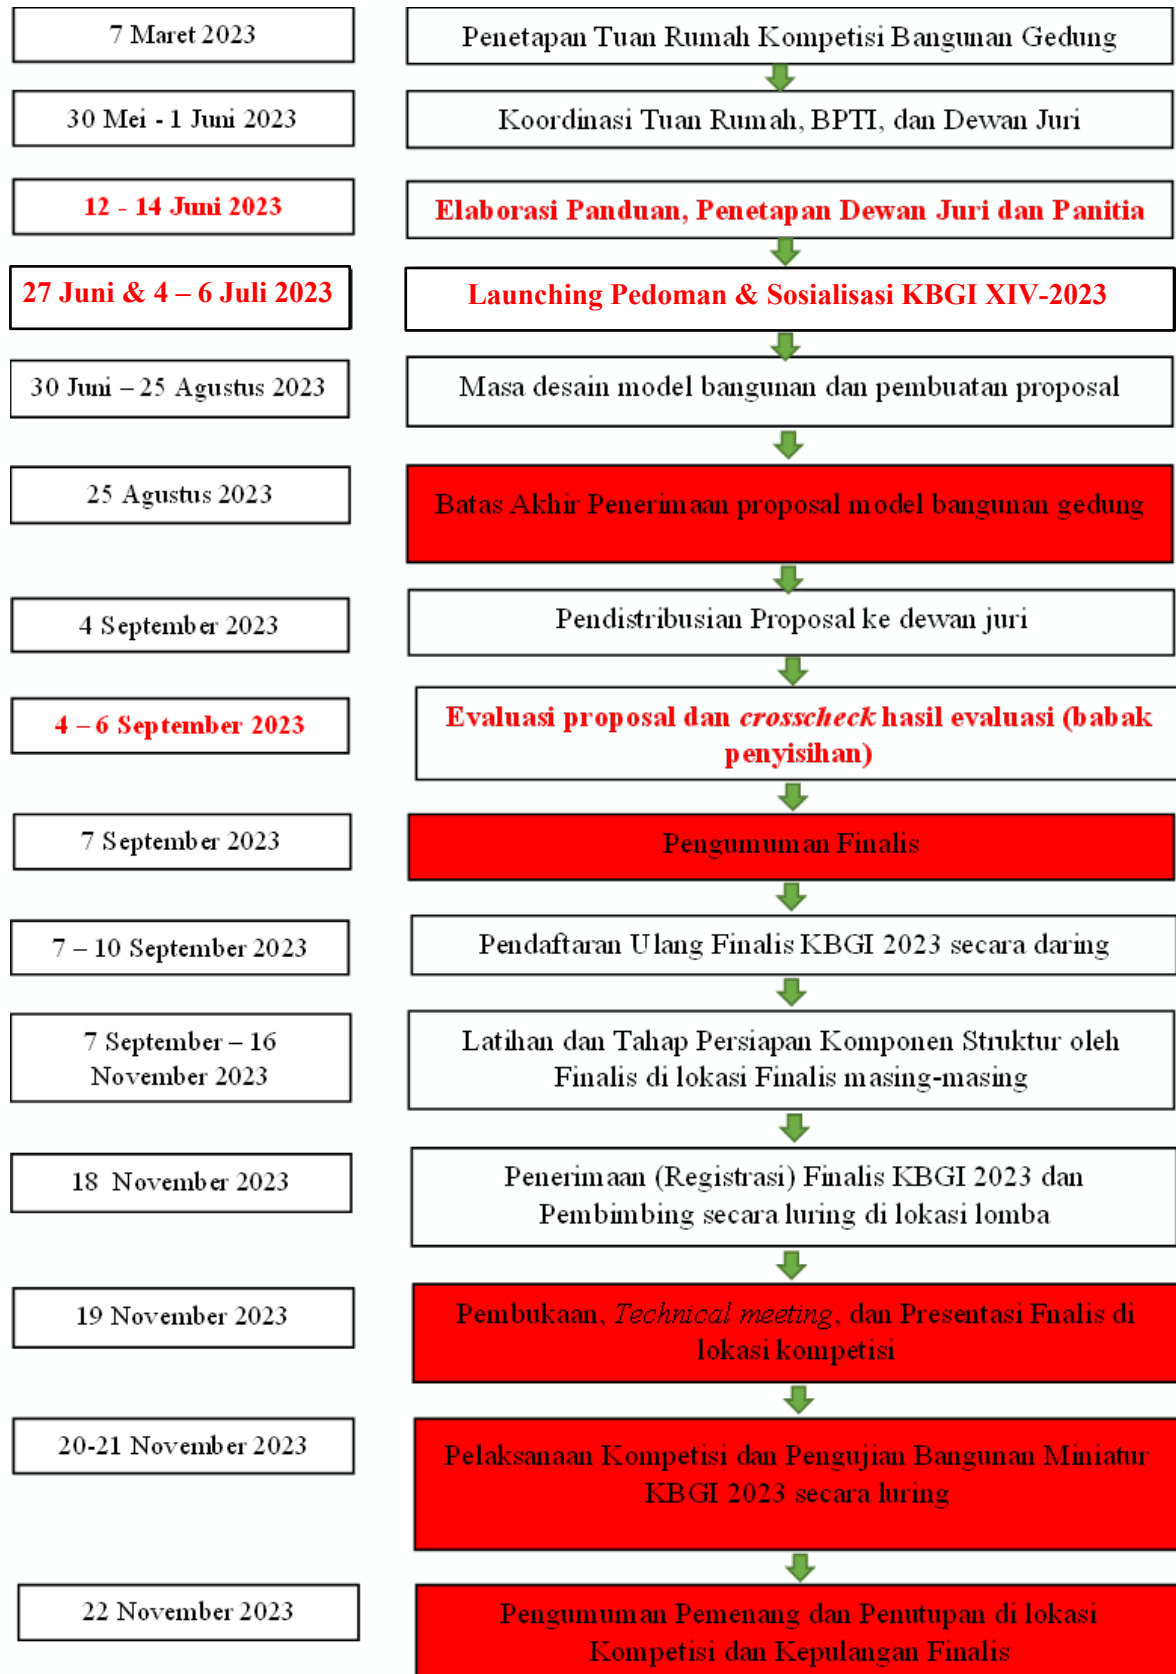 7 Maret 2023
Penetapan Tuan Rumah Kompetisi Bangunan Gedung
30 Mei - 1 Juni 2023
Koordinasi Tuan Rumah, BPTI, dan Dewan Juri
12 - 14 Juni 2023
Elaborasi Panduan, Penetapan Dewan Juri dan Panitia
27 Juni & 4 – 6 Juli 2023
Launching Pedoman & Sosialisasi KBGI XIV-2023
30 Juni – 25 Agustus 2023
Masa desain model bangunan dan pembuatan proposal
25 Agustus 2023
Batas Akhir Penerimaan proposal model bangunan gedung
4 September 2023
Pendistribusian Proposal ke dewan juri
4 – 6 September 2023
Evaluasi proposal dan crosscheck hasil evaluasi (babak
penyisihan)
7 September 2023
Pengumuman Finalis
7 – 10 September 2023
Pendaftaran Ulang Finalis KBGI 2023 secara daring
7 September – 16
November 2023
Latihan dan Tahap Persiapan Komponen Struktur oleh
Finalis di lokasi Finalis masing-masing
18 November 2023
Penerimaan (Registrasi) Finalis KBGI 2023 dan
Pembimbing secara luring di lokasi lomba
19 November 2023
Pembukaan, Technical meeting, dan Presentasi Fnalis di
lokasi kompetisi
20-21 November 2023
Pelaksanaan Kompetisi dan Pengujian Bangunan Miniatur
KBGI 2023 secara luring
22 November 2023
Pengumuman Pemenang dan Penutupan di lokasi
Kompetisi dan Kepulangan Finalis